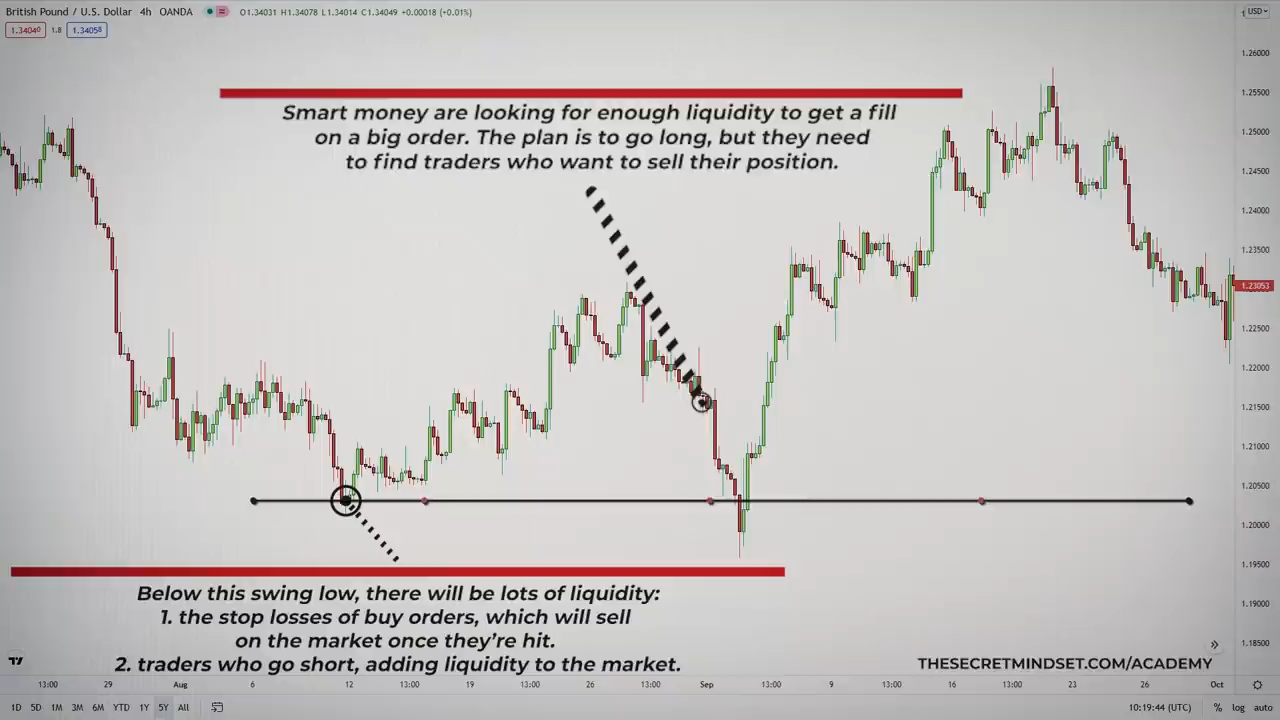 British Pound / U.S. Dollar 4h OANDA O1.34031 H1.34078 L1.34014 C1.34049 +0.00018 (+0.01%)
1.34040 1.8 1.34058
USD
1.26000
1.25500
1.25000
1.24500
1.24000
1.23500
1.23053
1.22500
1.22000
1.21500
1.21000
1.20500
1.20000
1.19500
1.19000
1.18500
Smart money are looking for enough liquidity to get a fill
on a big order. The plan is to go long, but they need
to find traders who want to sell their position.
Below this swing low, there will be lots of liquidity:
1. the stop losses of buy orders, which will sell
on the market once they're hit.
2. traders who go short, adding liquidity to the market.
THESECRETMINDSET.COM/ACADEMY
13:00 29 Aug 6 12 13:00 19 13:00 26 13:00 Sep 13:00 9 13:00 16 13:00 23 26 Oct
1D 5D 1M 3M 6M YTD 1Y 5Y All 10:19:44 (UTC) % log auto